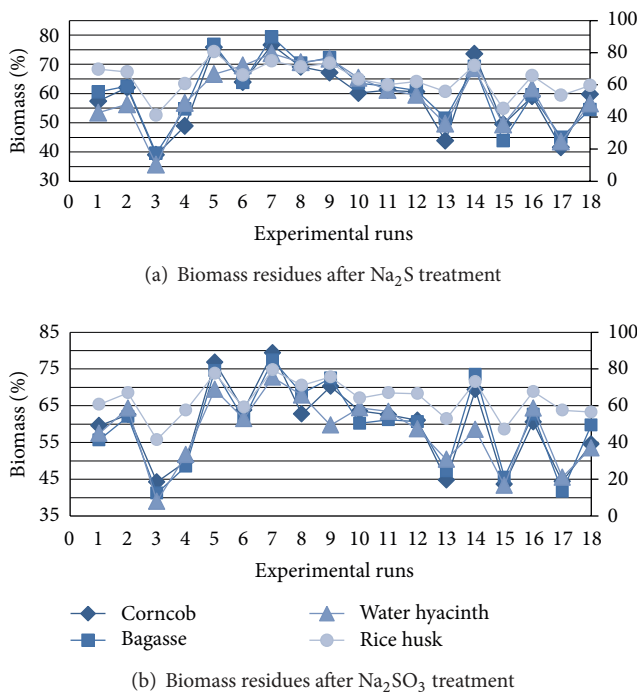 Biomass (%)
80
70
60
50
40
30
100
80
60
40
20
0
0 1 2 3 4 5 6 7 8 9 10 11 12 13 14 15 16 17 18
Experimental runs
(a) Biomass residues after Na₂S treatment
Biomass (%)
85
75
65
55
45
35
100
80
60
40
20
0
0 1 2 3 4 5 6 7 8 9 10 11 12 13 14 15 16 17 18
Experimental runs
Corncob
Bagasse
Water hyacinth
Rice husk
(b) Biomass residues after Na₂SO₃ treatment